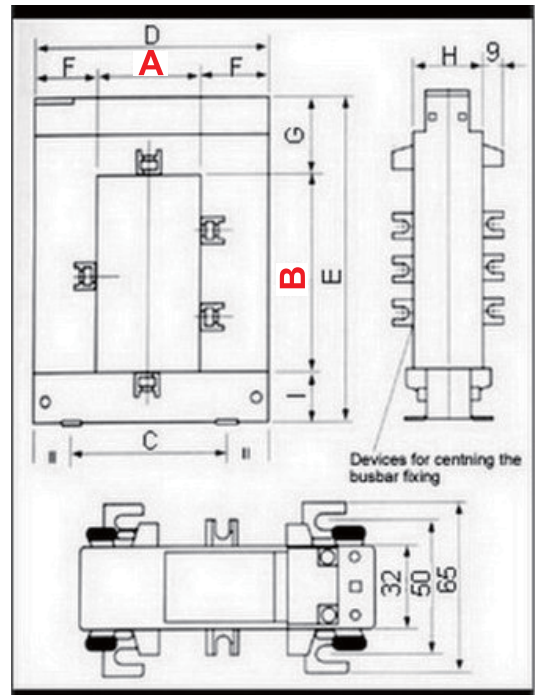 D
F A F
H 9
G
B
E
I
C
=
=
Devices for centning the
busbar fixing
32
50
65